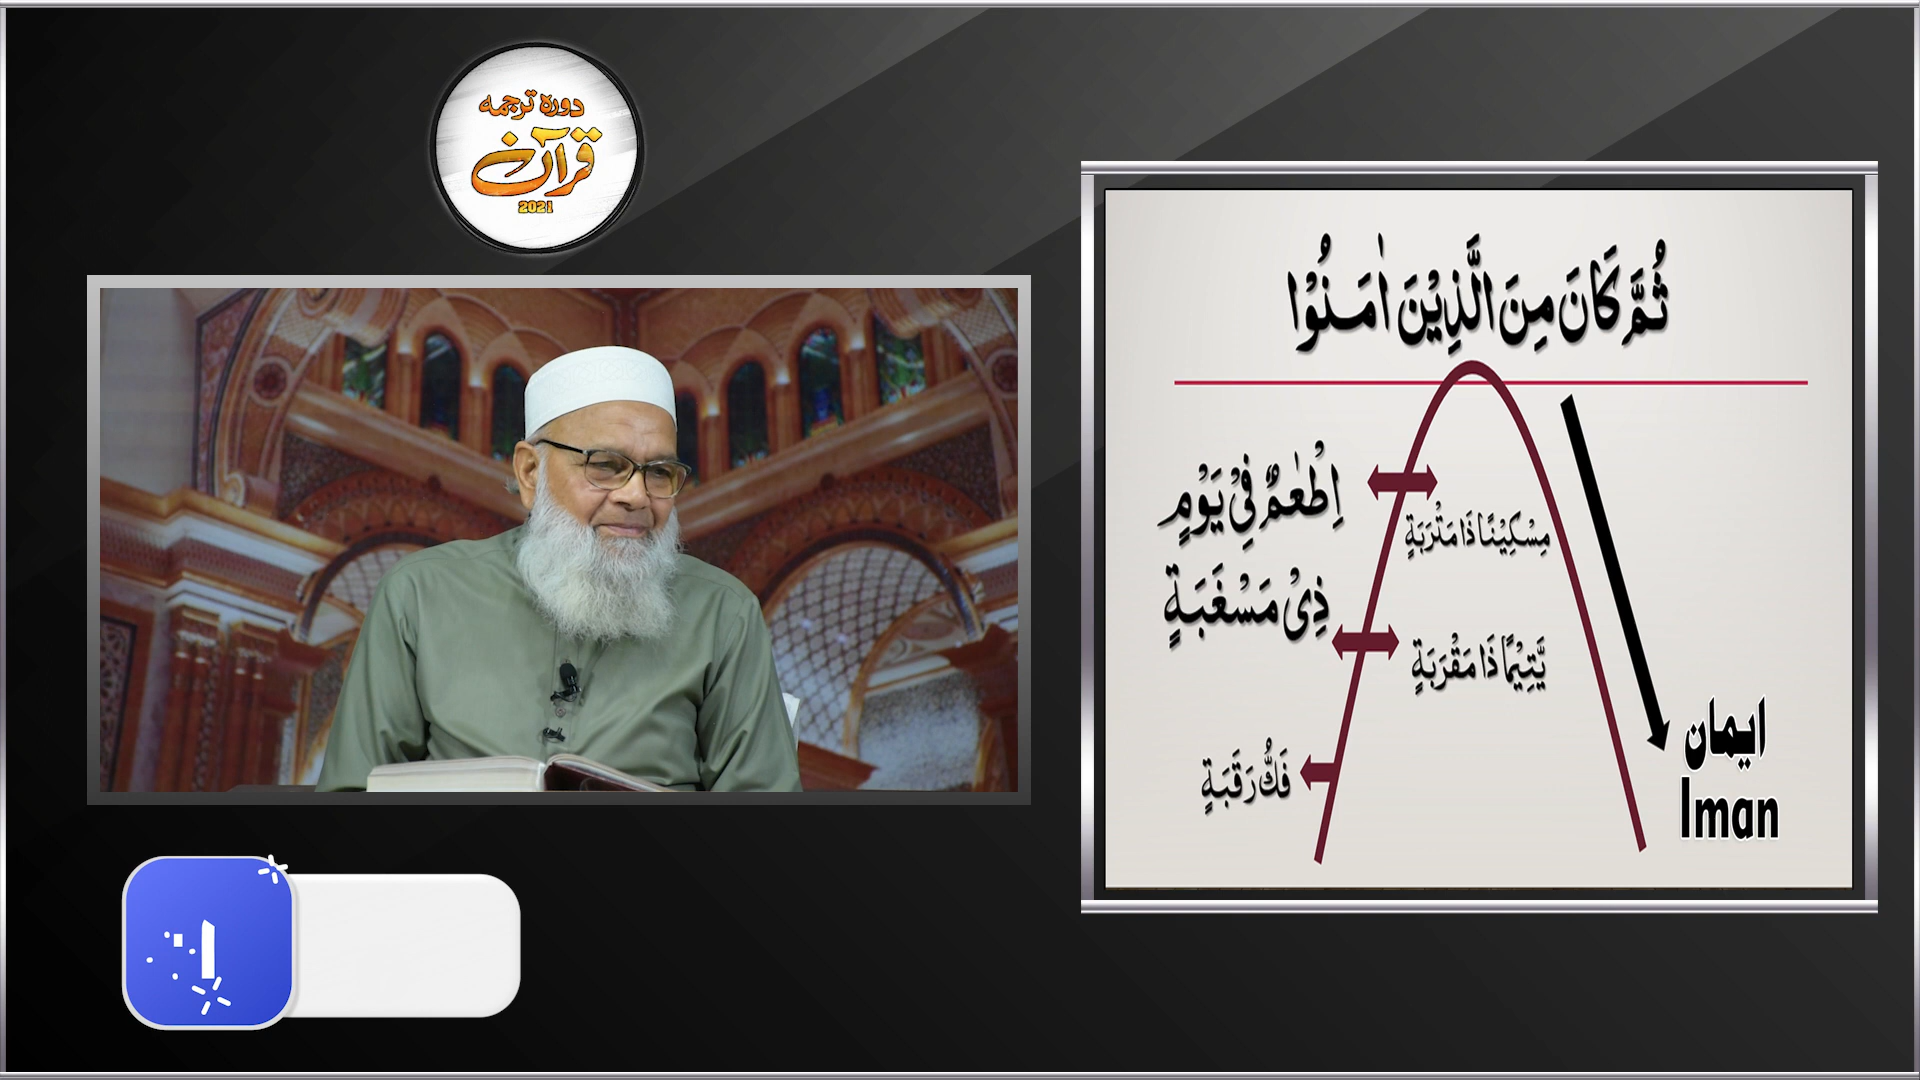 دورہ ترجمہ
قرآن
2021
ثُمَّ كَانَ مِنَ الَّذِيْنَ اٰمَنُوْا
اِطْعٰمٌ فِيْ يَوْمٍ
ذِيْ مَسْغَبَةٍ
مِسْكِيْنًا ذَا مَتْرَبَةٍ
يَّتِيْمًا ذَا مَقْرَبَةٍ
فَكُّ رَقَبَةٍ
ایمان
Iman